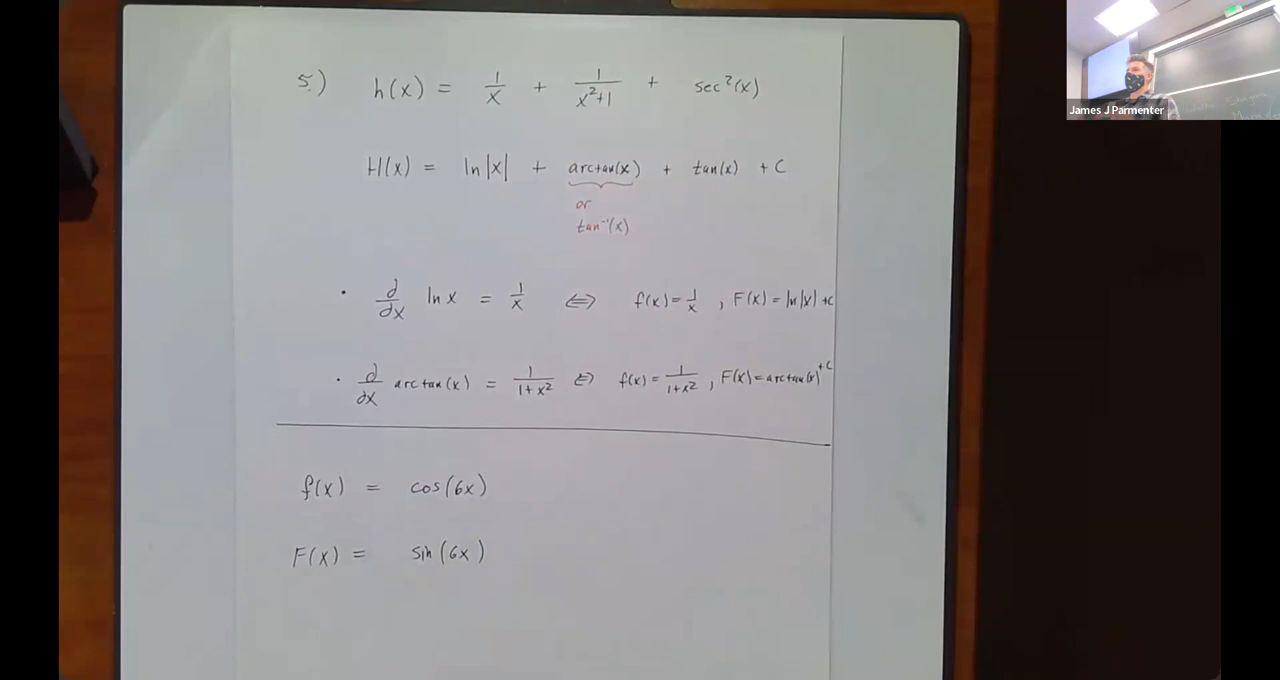 5.) h(x) = 1/x + 1/(x²+1) + sec²(x)
H(x) = ln|x| + arctan(x) + tan(x) + C
or
tan⁻¹(x)
· d/dx ln x = 1/x ⇔ f(x) = 1/x , F(x) = ln|x| + c
· d/dx arctan(x) = 1/(1+x²) ⇔ f(x) = 1/(1+x²) , F(x) = arctan(x) + C
f(x) = cos(6x)
F(x) = sin(6x)
James J Parmenter